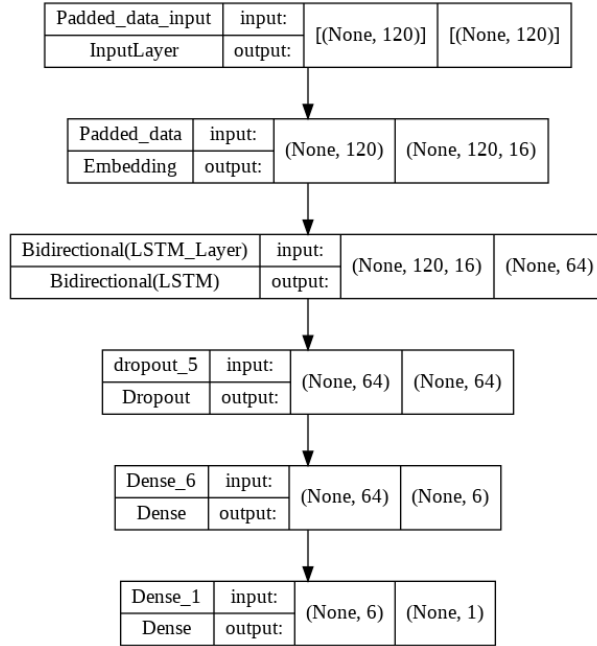 Padded_data_input input: [(None, 120)] [(None, 120)]
InputLayer output:
Padded_data input: (None, 120) (None, 120, 16)
Embedding output:
Bidirectional(LSTM_Layer) input: (None, 120, 16) (None, 64)
Bidirectional(LSTM) output:
dropout_5 input: (None, 64) (None, 64)
Dropout output:
Dense_6 input: (None, 64) (None, 6)
Dense output:
Dense_1 input: (None, 6) (None, 1)
Dense output: